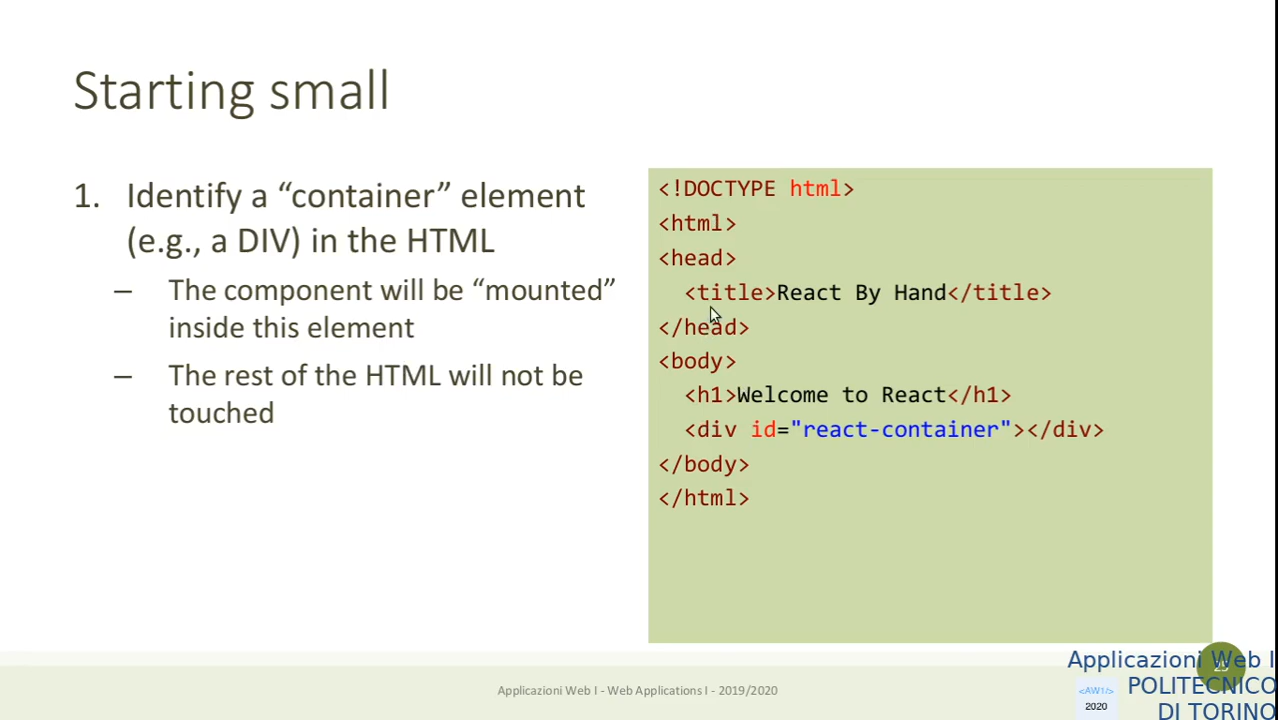 Starting small
1. Identify a “container” element
(e.g., a DIV) in the HTML
– The component will be “mounted”
inside this element
– The rest of the HTML will not be
touched
<!DOCTYPE html>
<html>
<head>
  <title>React By Hand</title>
</head>
<body>
  <h1>Welcome to React</h1>
  <div id="react-container"></div>
</body>
</html>
Applicazioni Web I - Web Applications I - 2019/2020
Applicazioni Web I
POLITECNICO
DI TORINO
<AW1/>
2020